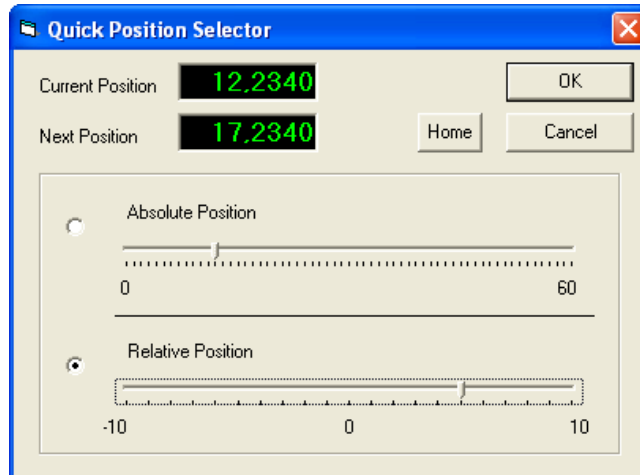 Quick Position Selector
Current Position 12,2340 OK
Next Position 17,2340 Home Cancel
Absolute Position
0 60
Relative Position
-10 0 10